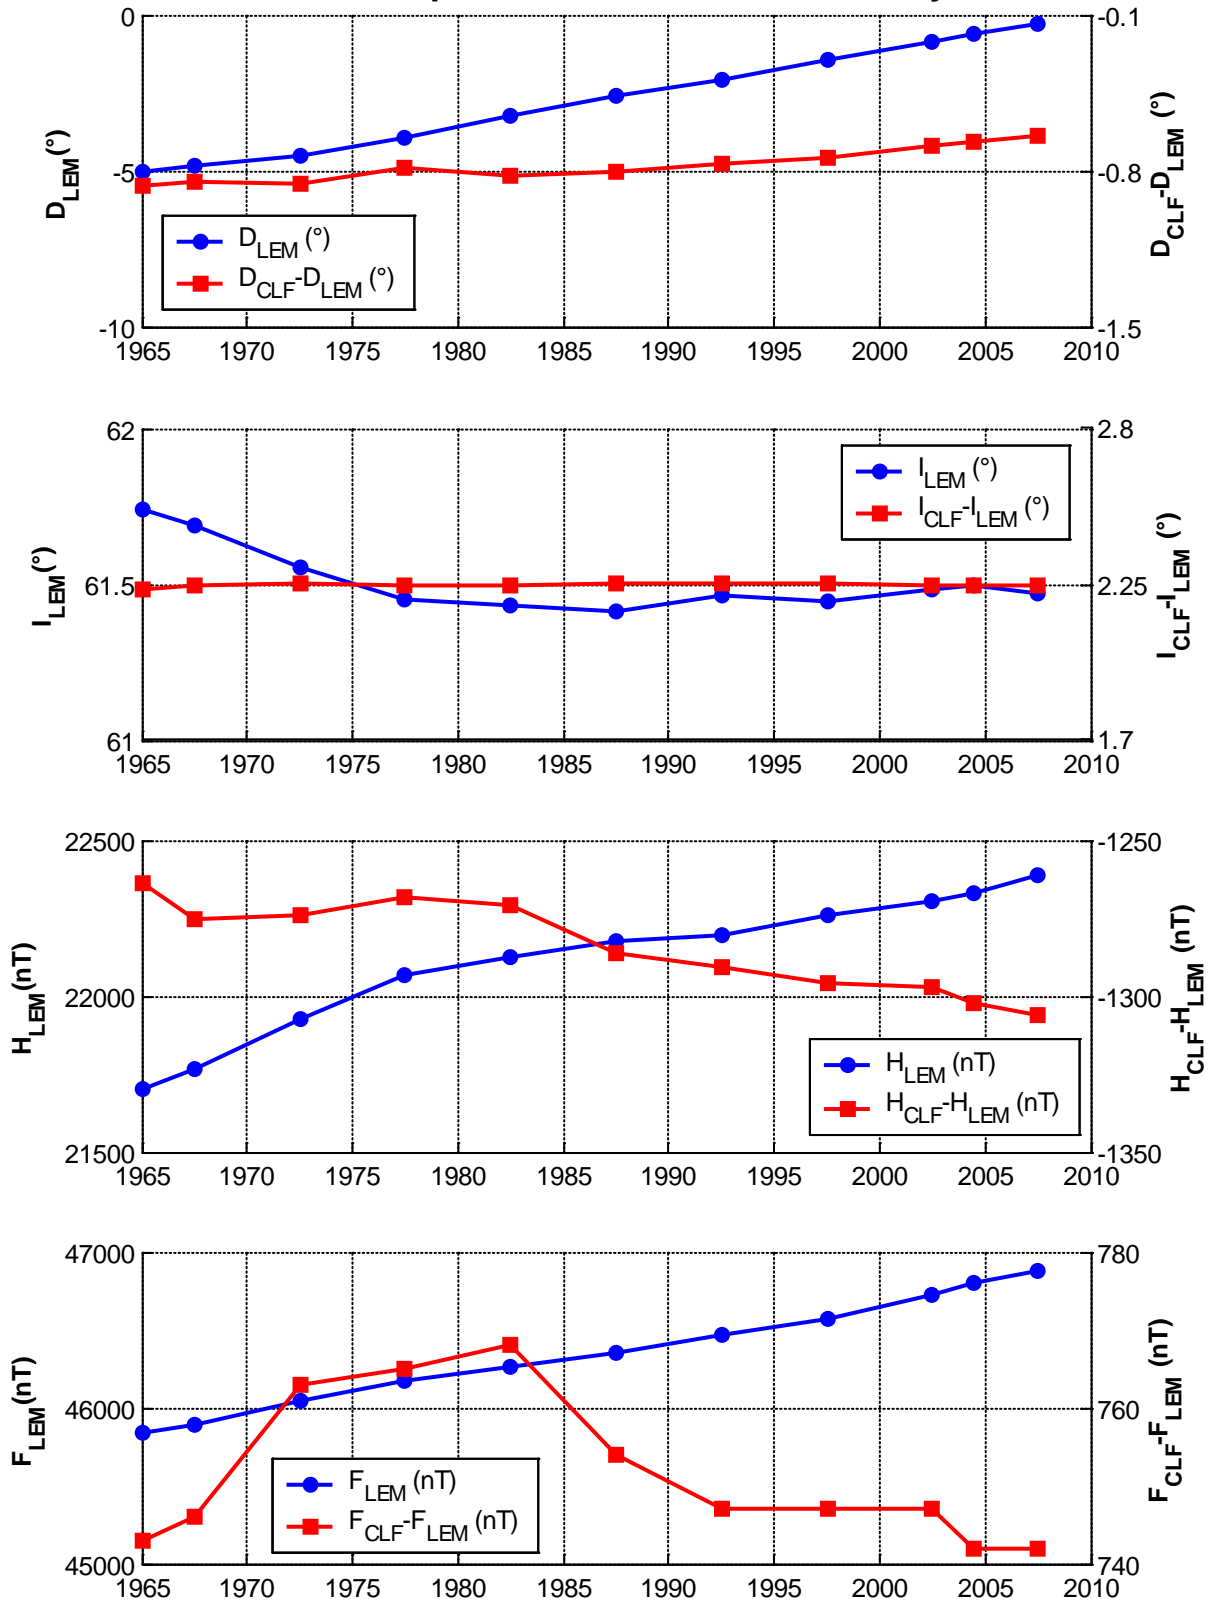 0
-5
-10
-0.1
-0.8
-1.5
D_LEM(°)
D_CLF-D_LEM (°)
D_LEM (°)
D_CLF-D_LEM (°)
1965 1970 1975 1980 1985 1990 1995 2000 2005 2010
62
61.5
61
2.8
2.25
1.7
I_LEM(°)
I_CLF-I_LEM (°)
I_LEM (°)
I_CLF-I_LEM (°)
1965 1970 1975 1980 1985 1990 1995 2000 2005 2010
22500
22000
21500
-1250
-1300
-1350
H_LEM(nT)
H_CLF-H_LEM (nT)
H_LEM (nT)
H_CLF-H_LEM (nT)
1965 1970 1975 1980 1985 1990 1995 2000 2005 2010
47000
46000
45000
780
760
740
F_LEM(nT)
F_CLF-F_LEM (nT)
F_LEM (nT)
F_CLF-F_LEM (nT)
1965 1970 1975 1980 1985 1990 1995 2000 2005 2010